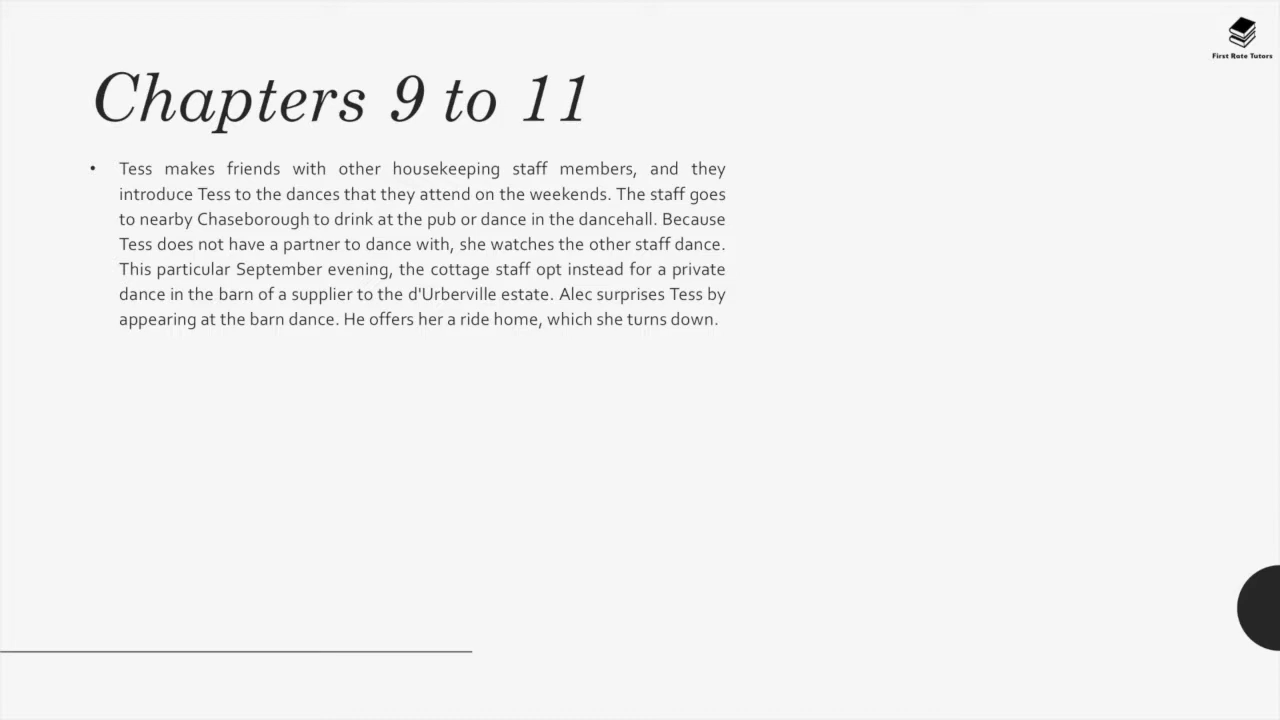 First Rate Tutors
Chapters 9 to 11
• Tess makes friends with other housekeeping staff members, and they
introduce Tess to the dances that they attend on the weekends. The staff goes
to nearby Chaseborough to drink at the pub or dance in the dancehall. Because
Tess does not have a partner to dance with, she watches the other staff dance.
This particular September evening, the cottage staff opt instead for a private
dance in the barn of a supplier to the d'Urberville estate. Alec surprises Tess by
appearing at the barn dance. He offers her a ride home, which she turns down.